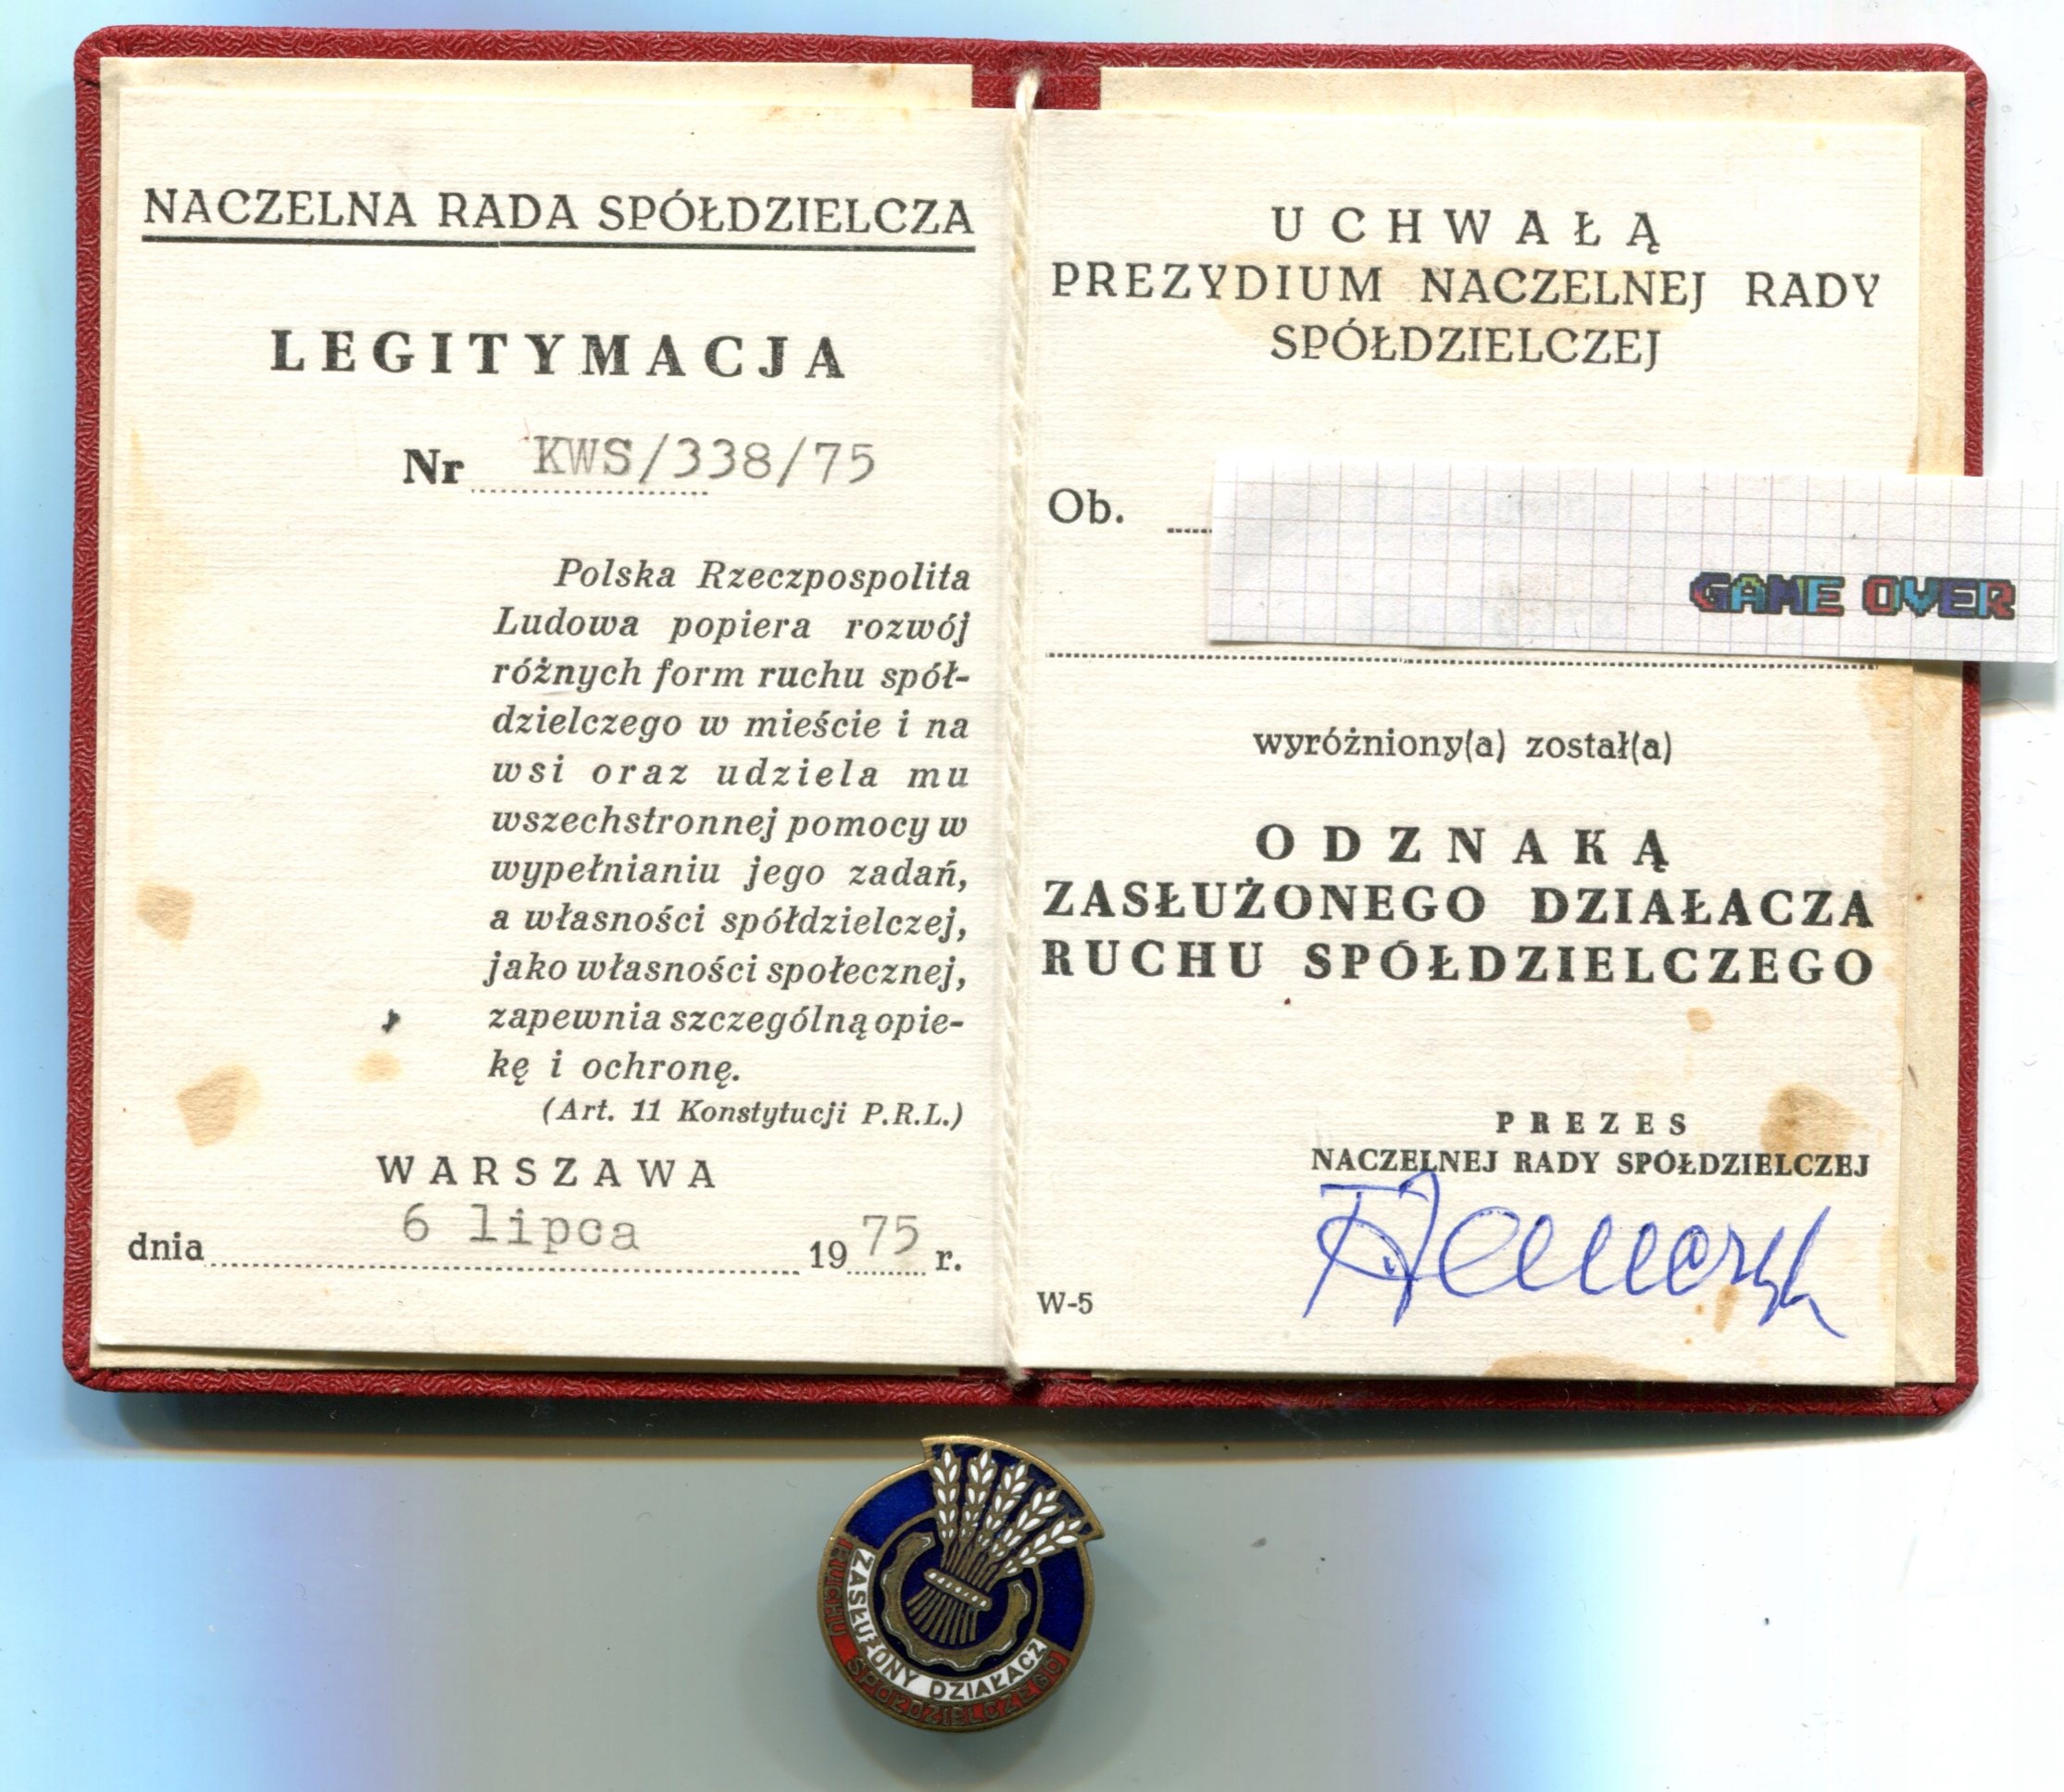 NACZELNA RADA SPÓŁDZIELCZA
LEGITYMACJA
Nr KWS/338/75
Polska Rzeczpospolita
Ludowa popiera rozwój
różnych form ruchu spół-
dzielczego w mieście i na
wsi oraz udziela mu
wszechstronnej pomocy w
wypełnianiu jego zadań,
a własności spółdzielczej,
jako własności społecznej,
zapewnia szczególną opie-
kę i ochronę.
(Art. 11 Konstytucji P.R.L.)
WARSZAWA
dnia 6 lipca 1975 r.
UCHWAŁĄ
PREZYDIUM NACZELNEJ RADY
SPÓŁDZIELCZEJ
Ob.
GAME OVER
wyróżniony(a) został(a)
ODZNAKĄ
ZASŁUŻONEGO DZIAŁACZA
RUCHU SPÓŁDZIELCZEGO
PREZES
NACZELNEJ RADY SPÓŁDZIELCZEJ
W-5
ZASŁUŻONY DZIAŁACZ
RUCHU SPÓŁDZIELCZEGO